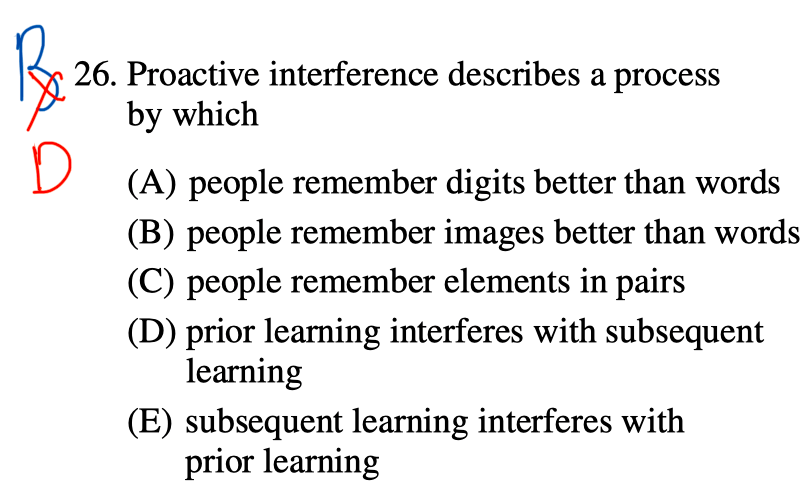 B
26. Proactive interference describes a process
by which
D
(A) people remember digits better than words
(B) people remember images better than words
(C) people remember elements in pairs
(D) prior learning interferes with subsequent
learning
(E) subsequent learning interferes with
prior learning